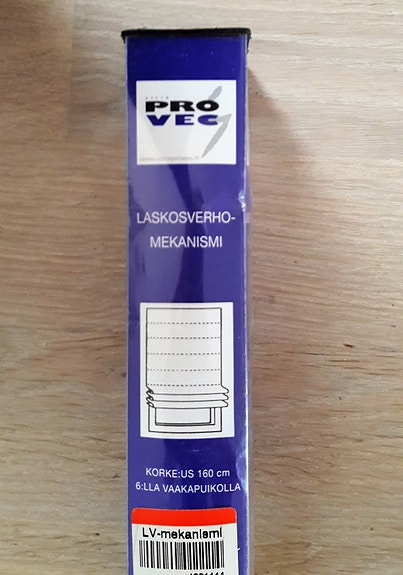 PRO
VEC
LASKOSVERHO-
MEKANISMI
KORKE:US 160 cm
6:LLA VAAKAPUIKOLLA
LV-mekanismi